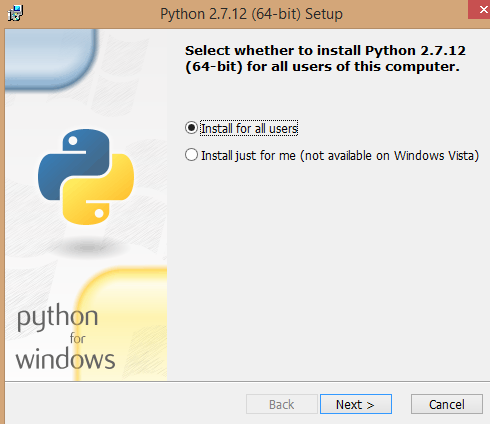 Python 2.7.12 (64-bit) Setup
Select whether to install Python 2.7.12
(64-bit) for all users of this computer.
Install for all users
Install just for me (not available on Windows Vista)
python
for
windows
Back
Next >
Cancel